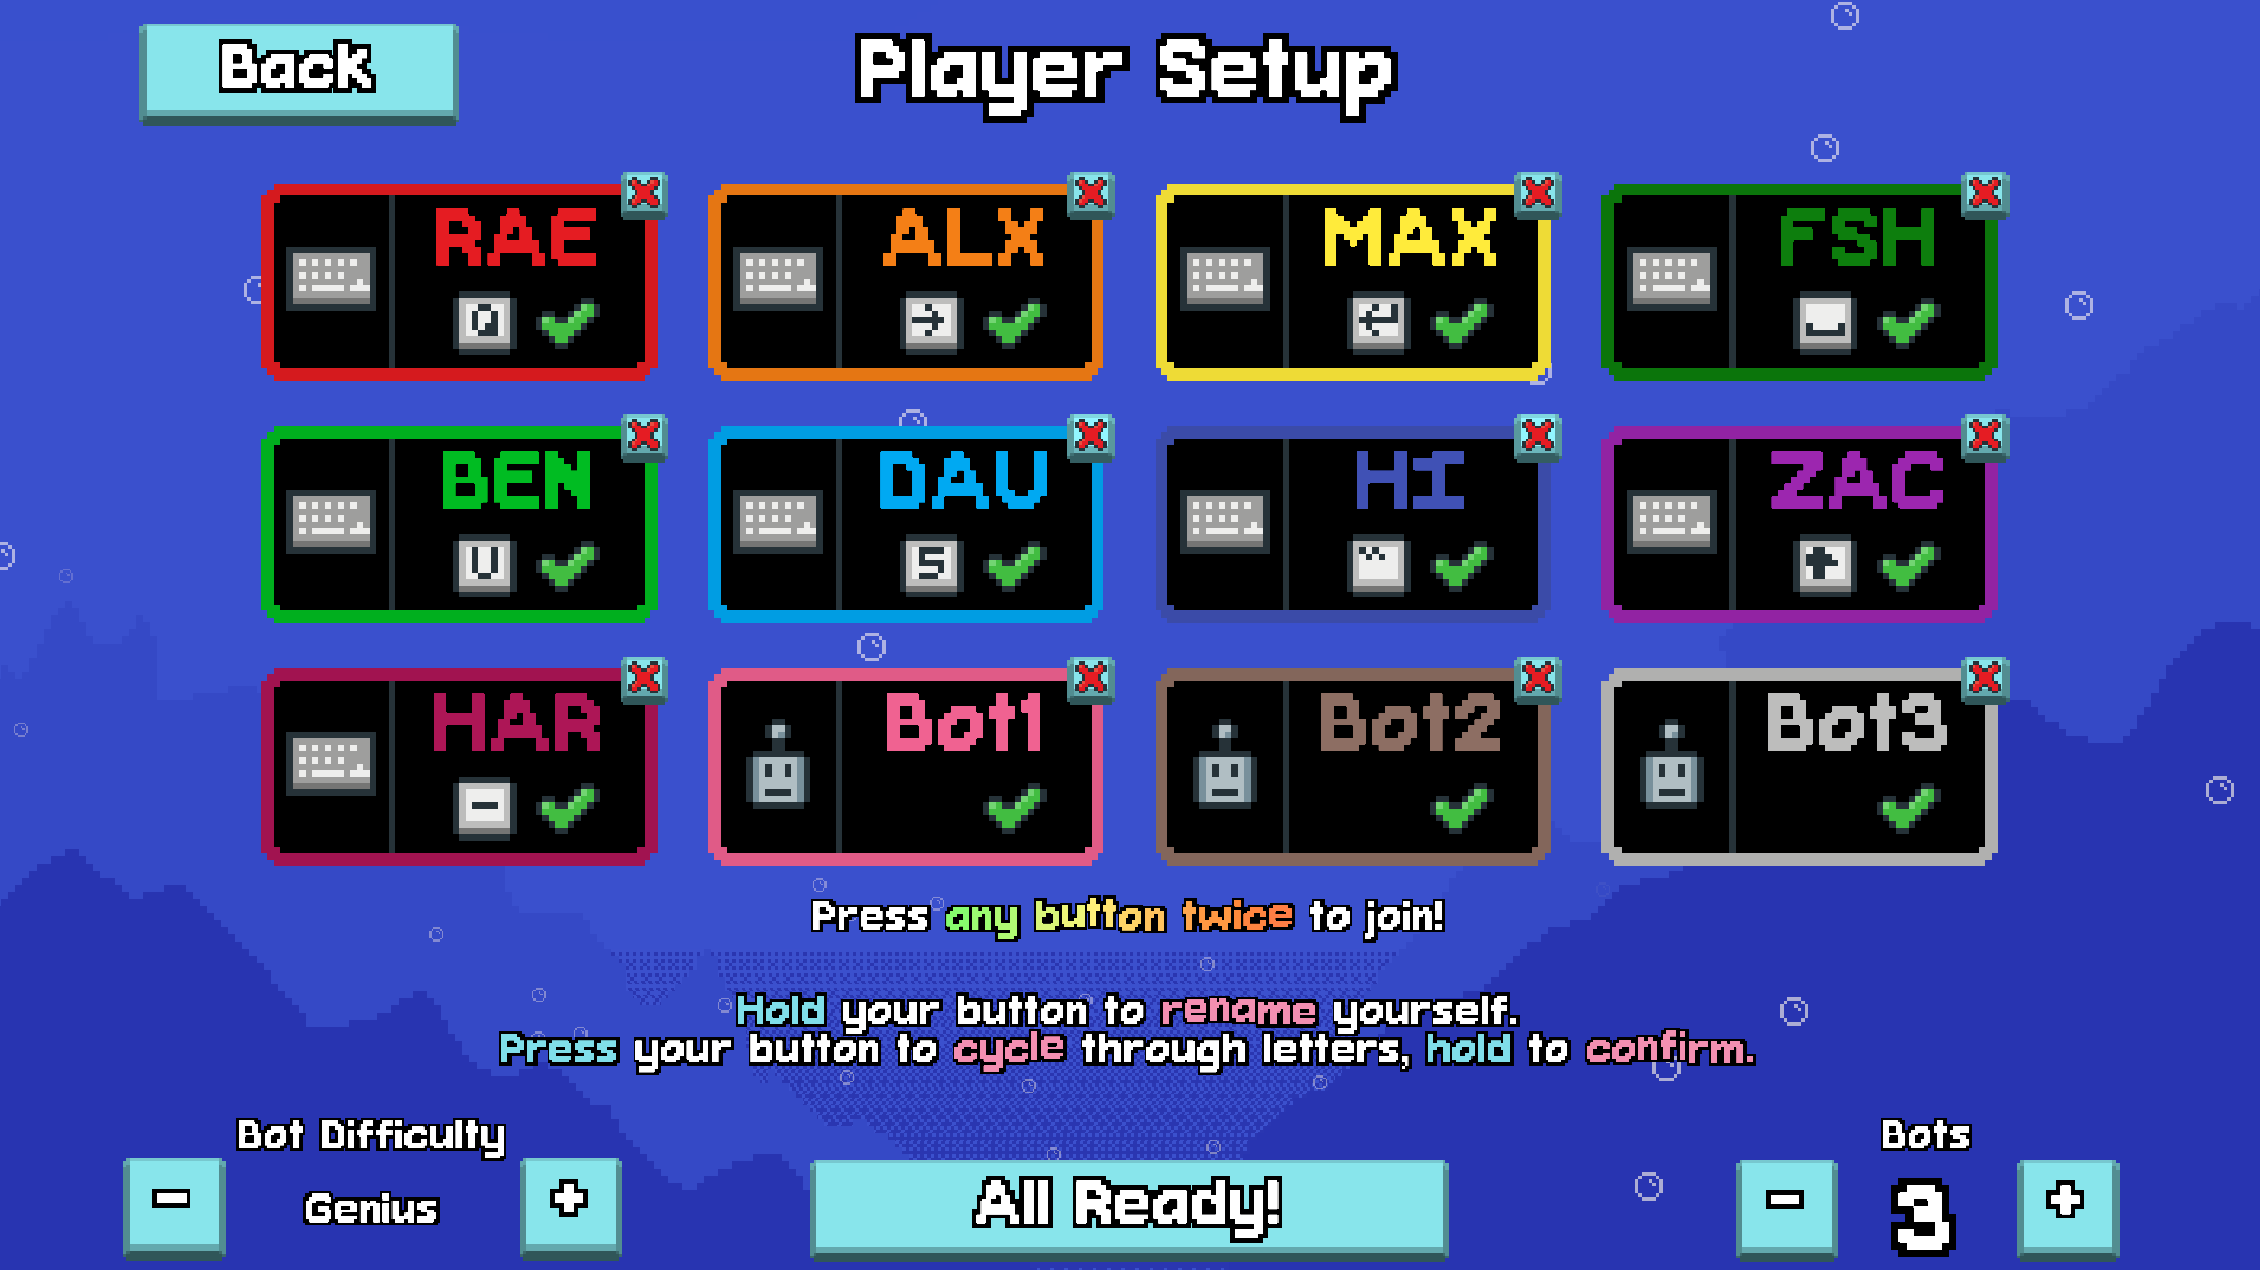 Back
Player Setup
RAE
ALX
MAX
FSH
Q
BEN
DAV
HI
ZAC
U
S
HAR
Bot1
Bot2
Bot3
-
Press any button twice to join!
Hold your button to rename yourself.
Press your button to cycle through letters, hold to confirm.
Bot Difficulty
Bots
- Genius +
All Ready!
- 3 +